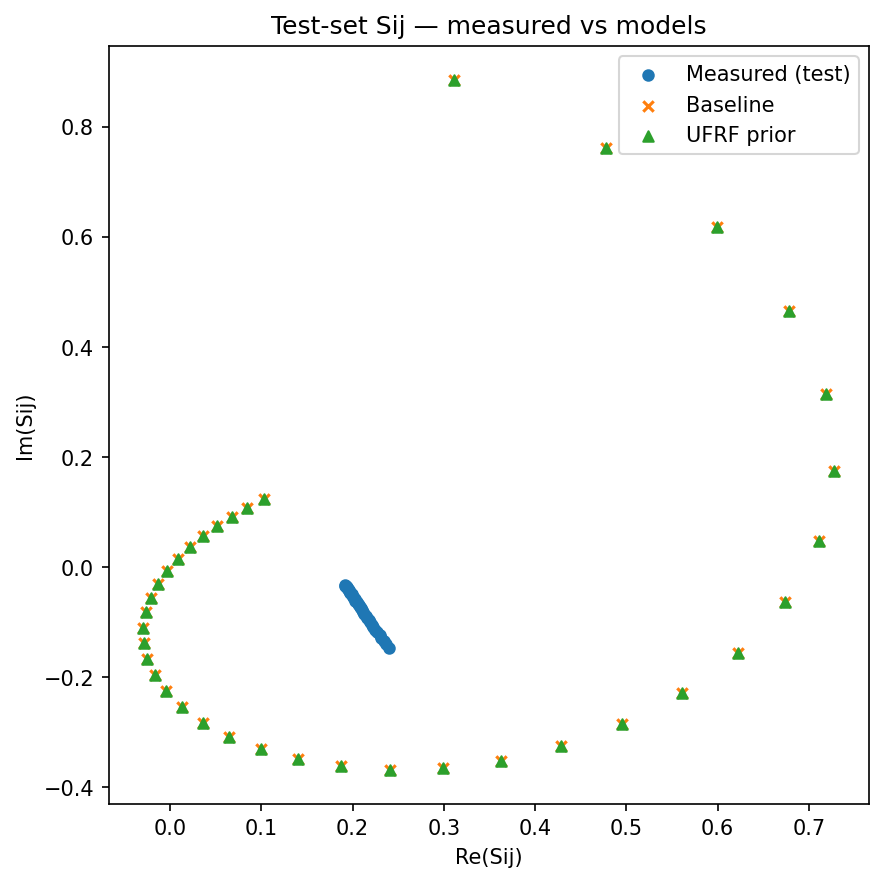 Test-set Sij — measured vs models
Measured (test)
Baseline
UFRF prior
Im(Sij)
0.8
0.6
0.4
0.2
0.0
−0.2
−0.4
0.0 0.1 0.2 0.3 0.4 0.5 0.6 0.7
Re(Sij)